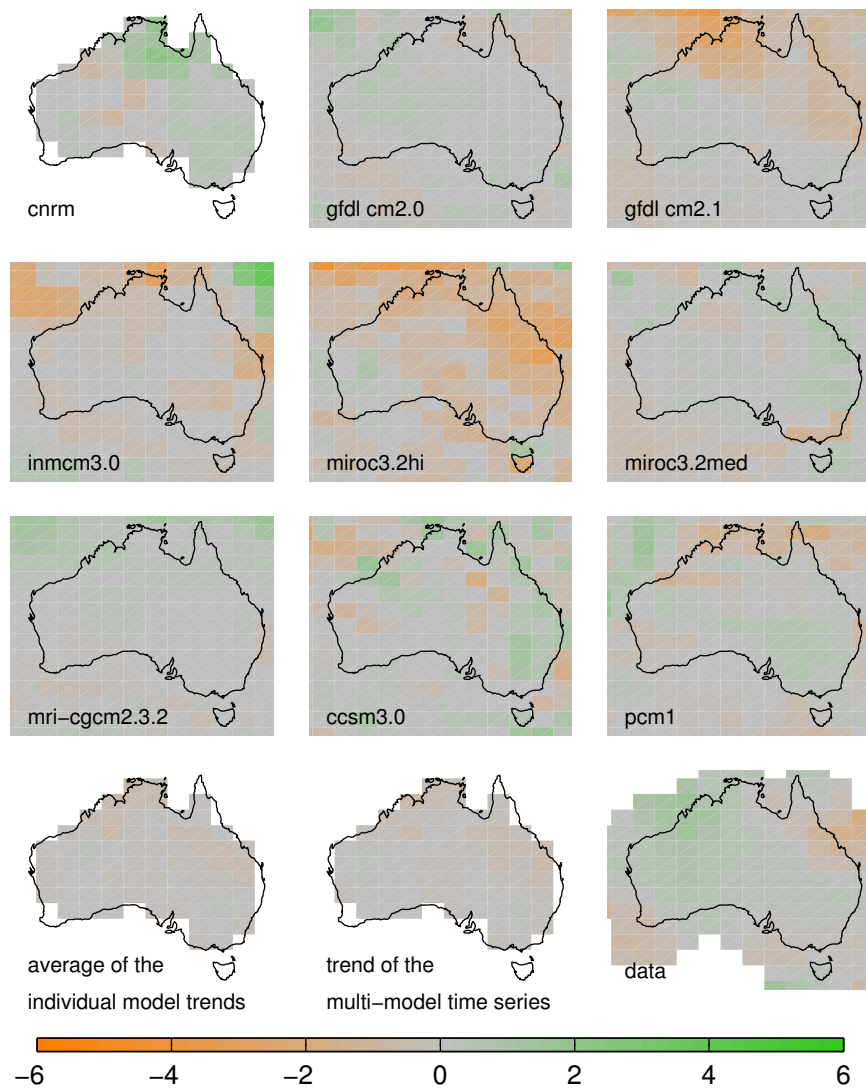 cnrm
gfdl cm2.0
gfdl cm2.1
inmcm3.0
miroc3.2hi
miroc3.2med
mri−cgcm2.3.2
ccsm3.0
pcm1
average of the
individual model trends
trend of the
multi−model time series
data
−6 −4 −2 0 2 4 6